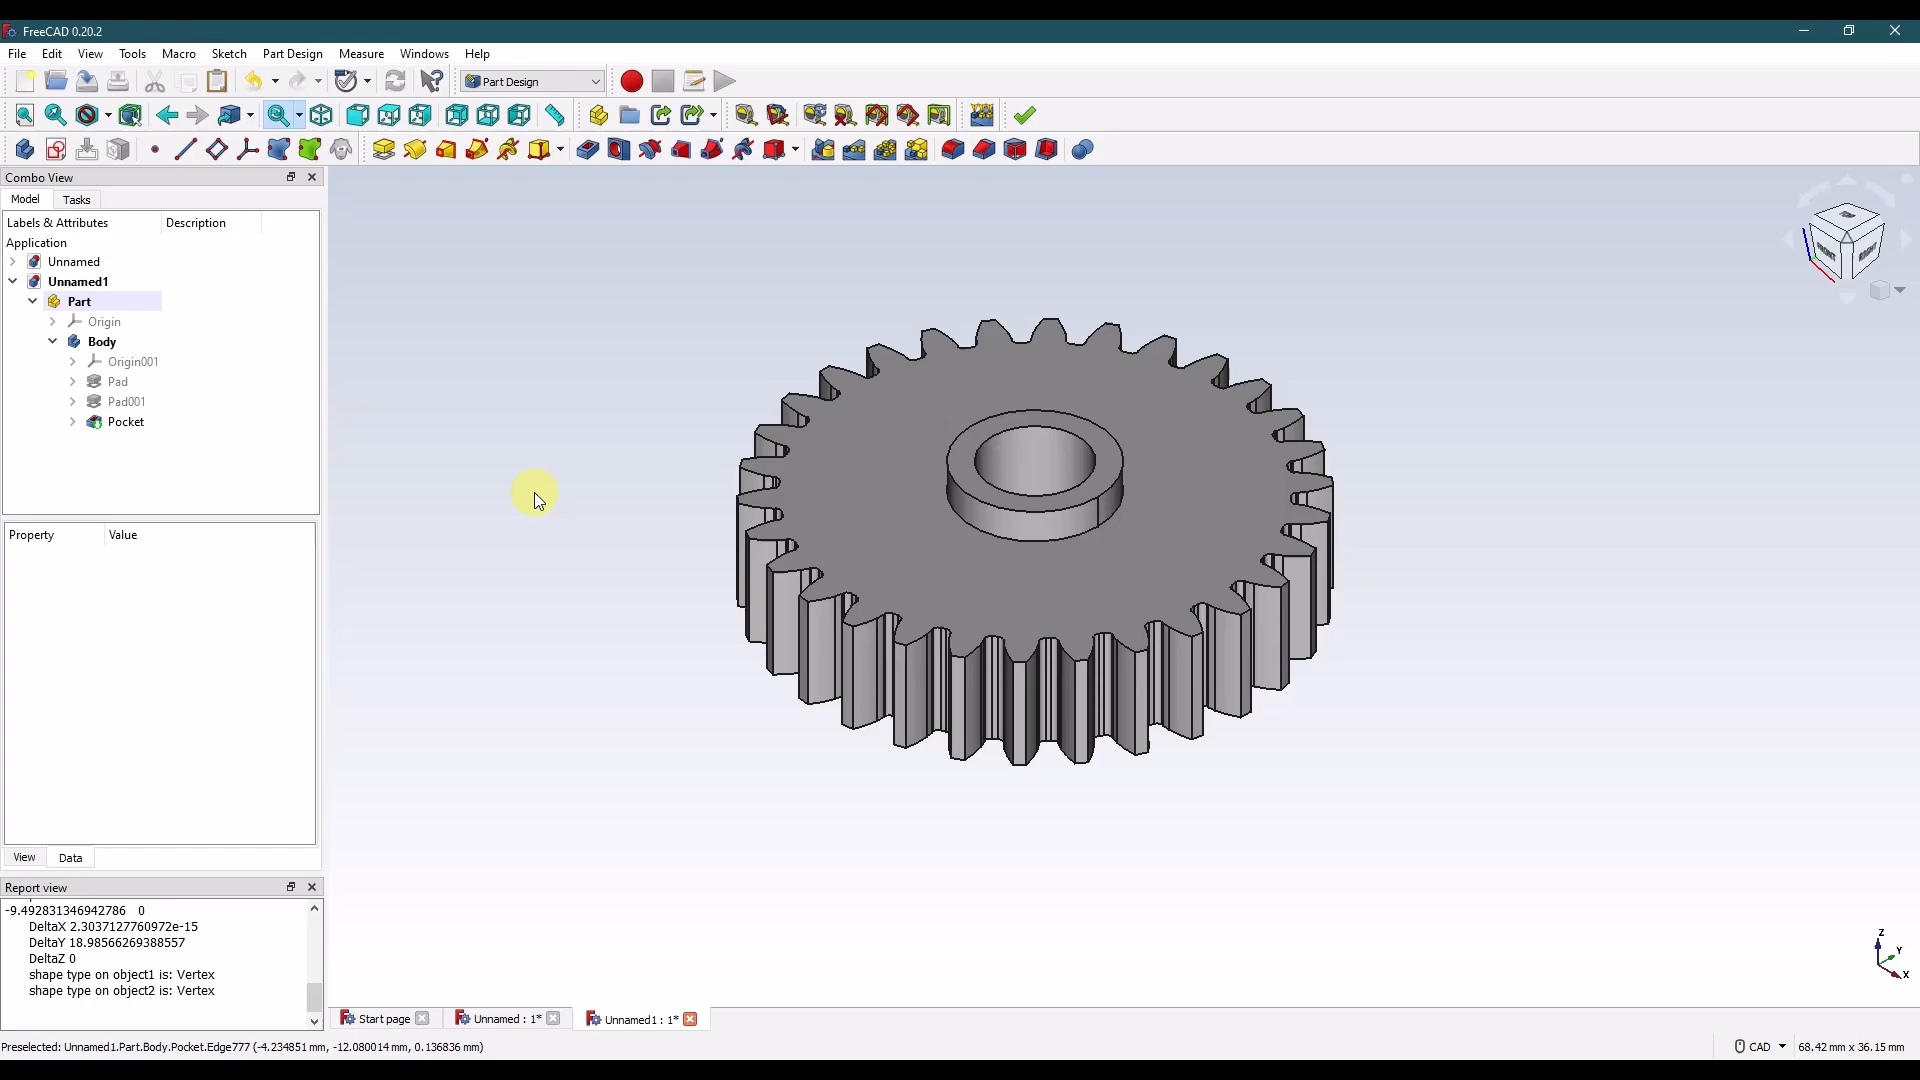 FreeCAD 0.20.2
File Edit View Tools Macro Sketch Part Design Measure Windows Help
Part Design
Combo View
Model Tasks
Labels & Attributes Description
Application
Unnamed
Unnamed1
Part
Origin
Body
Origin001
Pad
Pad001
Pocket
Property Value
View Data
Report view
-9.492831346942786 0
DeltaX 2.3037127760972e-15
DeltaY 18.98566269388557
DeltaZ 0
shape type on object1 is: Vertex
shape type on object2 is: Vertex
FRONT RIGHT
Z
Y
X
Start page Unnamed : 1* Unnamed1 : 1*
Preselected: Unnamed1.Part.Body.Pocket.Edge777 (-4.234851 mm, -12.080014 mm, 0.136836 mm) CAD 68.42 mm x 36.15 mm